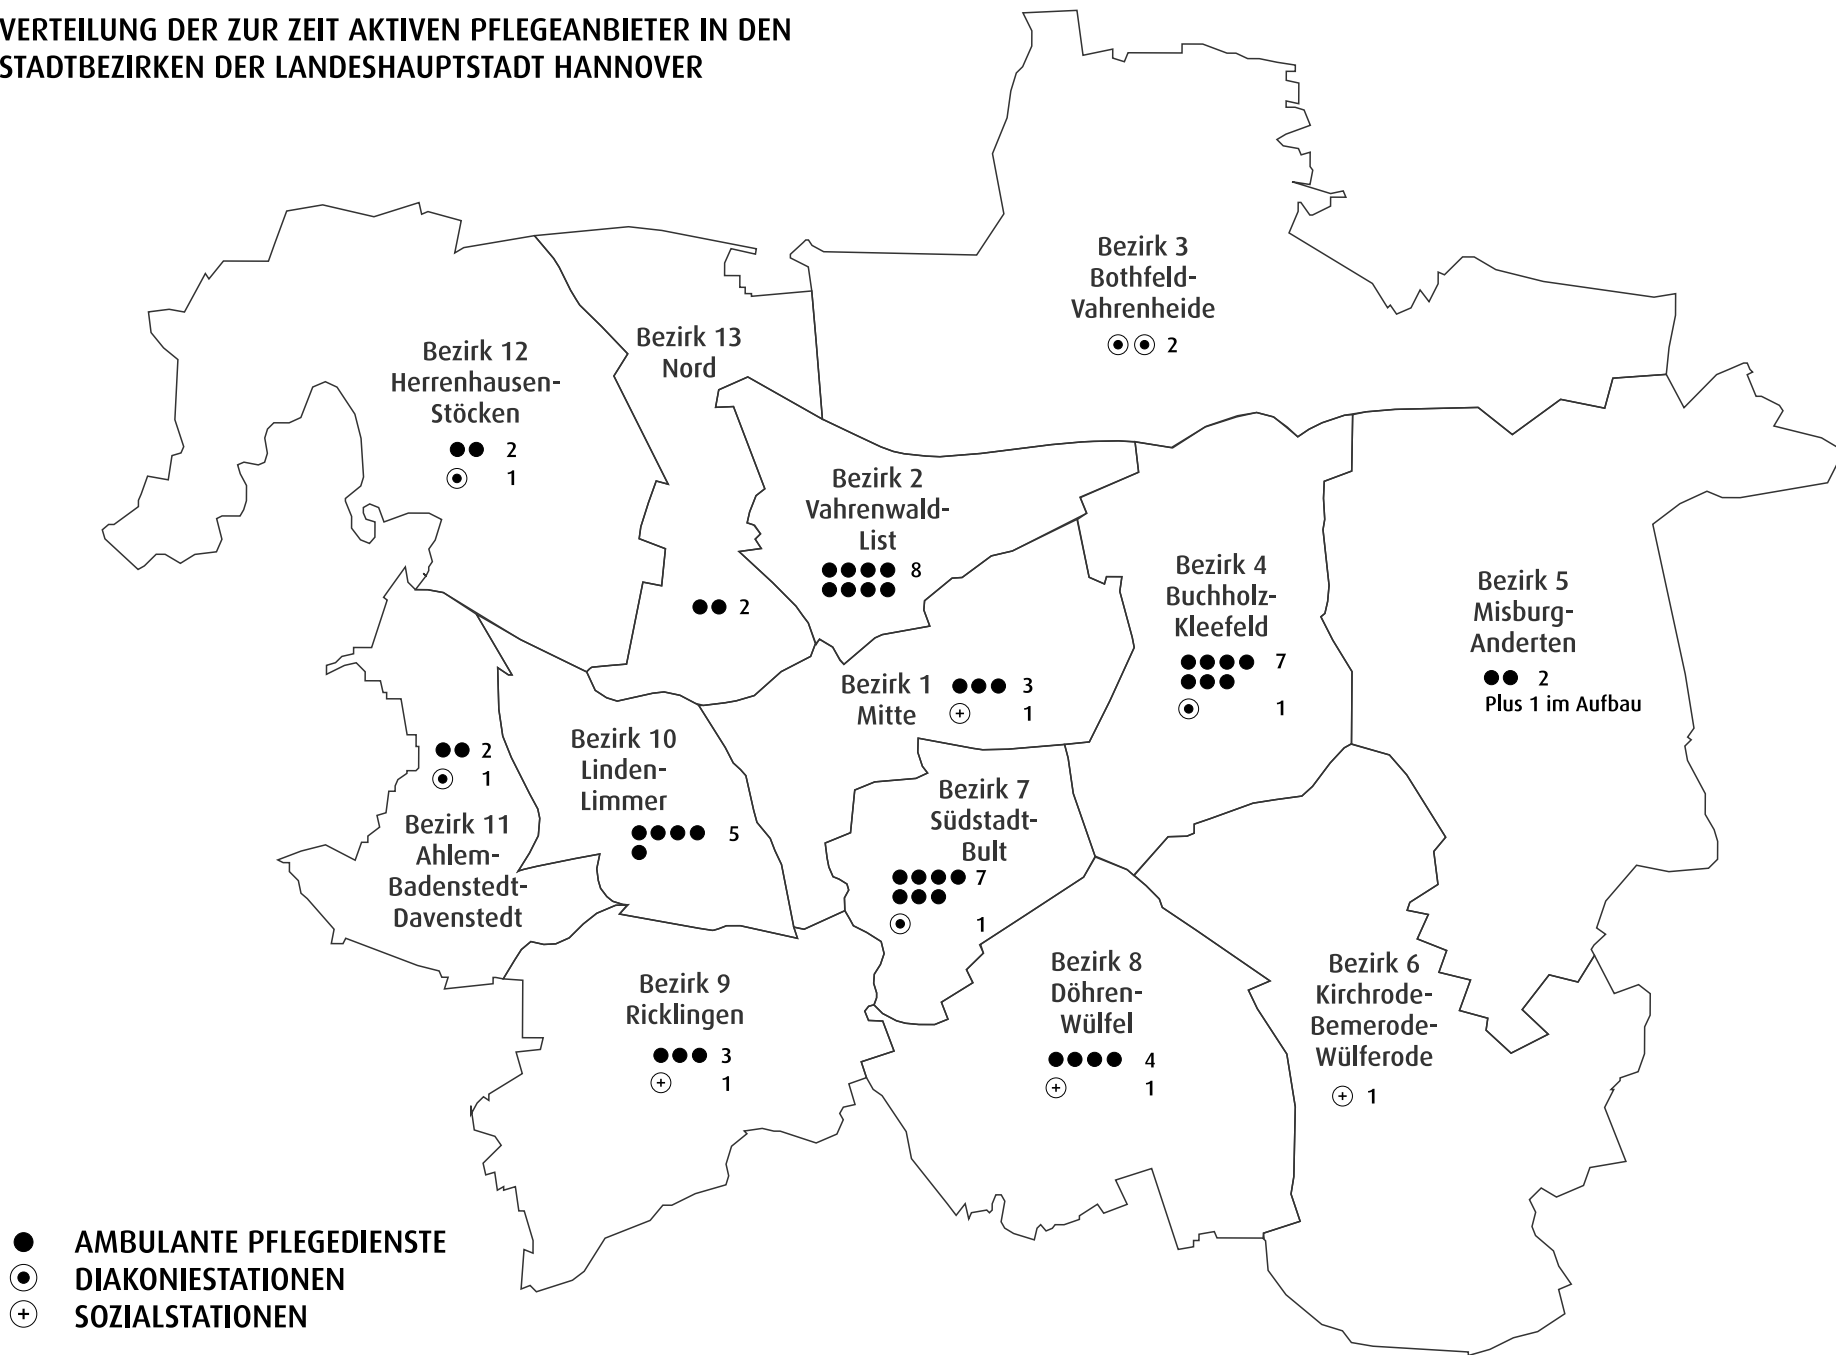 VERTEILUNG DER ZUR ZEIT AKTIVEN PFLEGEANBIETER IN DEN
STADTBEZIRKEN DER LANDESHAUPTSTADT HANNOVER
Bezirk 3
Bothfeld-
Vahrenheide
2
Bezirk 13
Nord
2
Bezirk 12
Herrenhausen-
Stöcken
2
1
Bezirk 2
Vahrenwald-
List
8
Bezirk 4
Buchholz-
Kleefeld
7
1
Bezirk 5
Misburg-
Anderten
2
Plus 1 im Aufbau
Bezirk 1
Mitte
3
1
2
1
Bezirk 11
Ahlem-
Badenstedt-
Davenstedt
Bezirk 10
Linden-
Limmer
5
Bezirk 7
Südstadt-
Bult
7
1
Bezirk 9
Ricklingen
3
1
Bezirk 8
Döhren-
Wülfel
4
1
Bezirk 6
Kirchrode-
Bemerode-
Wülferode
1
AMBULANTE PFLEGEDIENSTE
DIAKONIESTATIONEN
SOZIALSTATIONEN